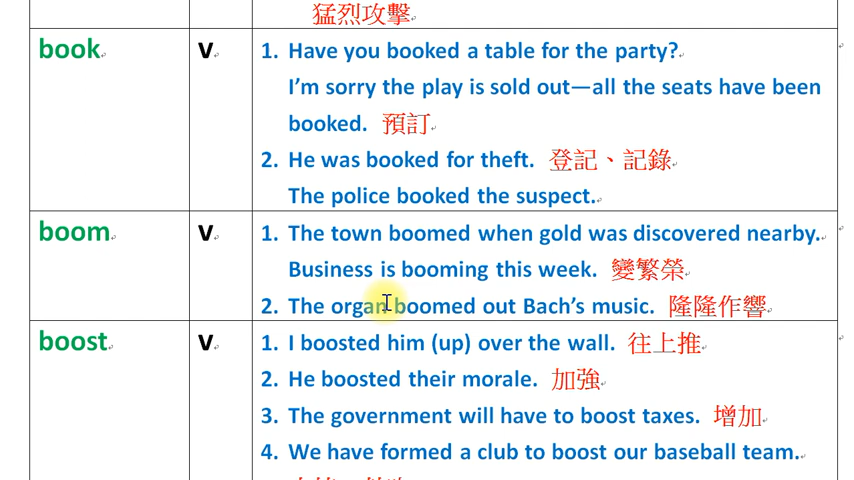 猛烈攻擊
book v 1. Have you booked a table for the party?
I'm sorry the play is sold out—all the seats have been
booked. 預訂
2. He was booked for theft. 登記、記錄
The police booked the suspect.
boom v 1. The town boomed when gold was discovered nearby.
Business is booming this week. 變繁榮
2. The organ boomed out Bach's music. 隆隆作響
boost v 1. I boosted him (up) over the wall. 往上推
2. He boosted their morale. 加強
3. The government will have to boost taxes. 增加
4. We have formed a club to boost our baseball team.